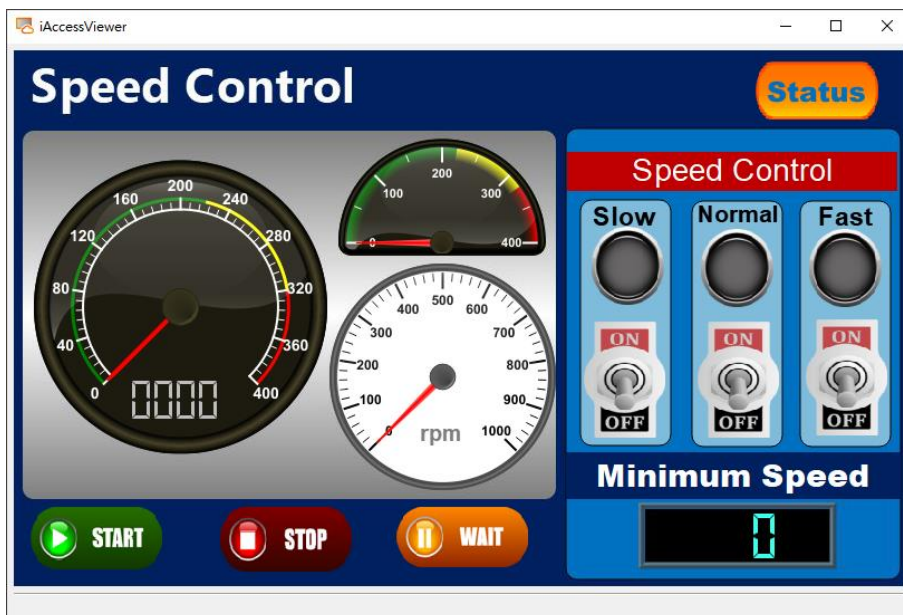 iAccessViewer
Speed Control
Status
0
40
80
120
160
200
240
280
320
360
400
0000
0
100
200
300
400
0
100
200
300
400
500
600
700
800
900
1000
rpm
Speed Control
Slow
Normal
Fast
ON
ON
ON
OFF
OFF
OFF
Minimum Speed
0
START
STOP
WAIT